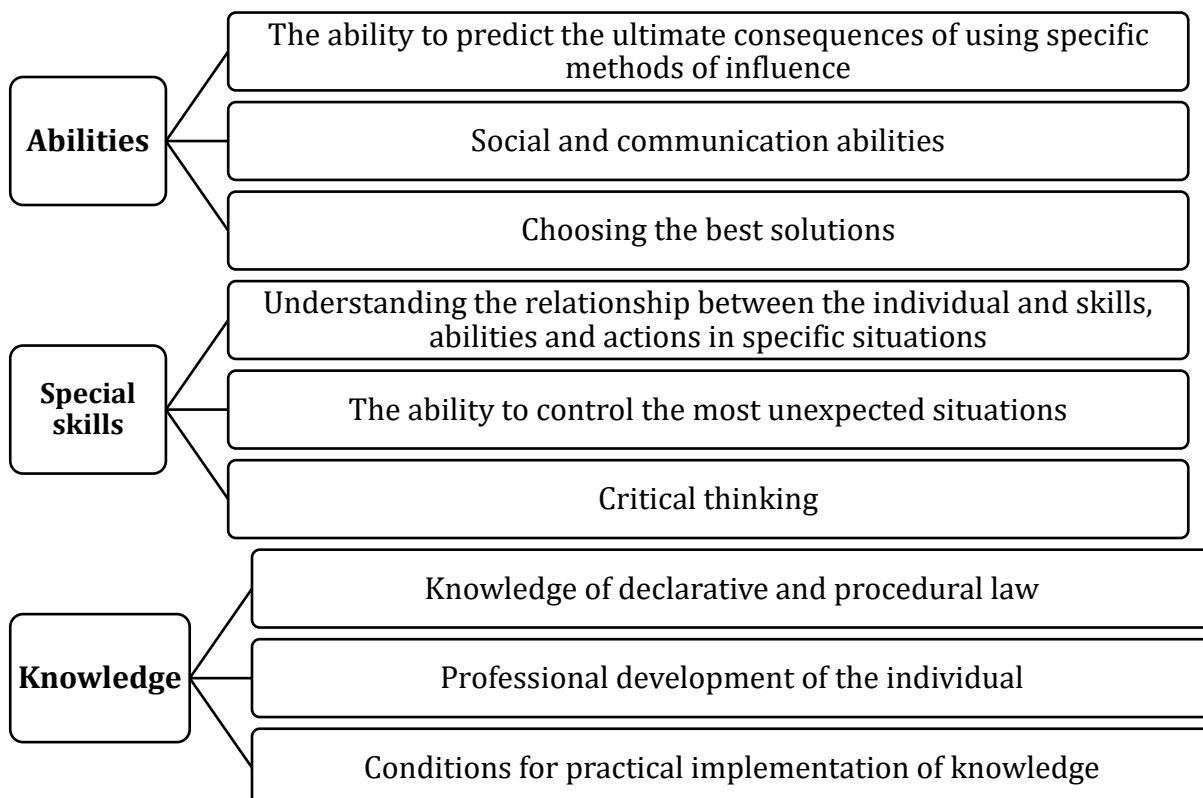 Abilities
The ability to predict the ultimate consequences of using specific
methods of influence
Social and communication abilities
Choosing the best solutions
Special
skills
Understanding the relationship between the individual and skills,
abilities and actions in specific situations
The ability to control the most unexpected situations
Critical thinking
Knowledge
Knowledge of declarative and procedural law
Professional development of the individual
Conditions for practical implementation of knowledge